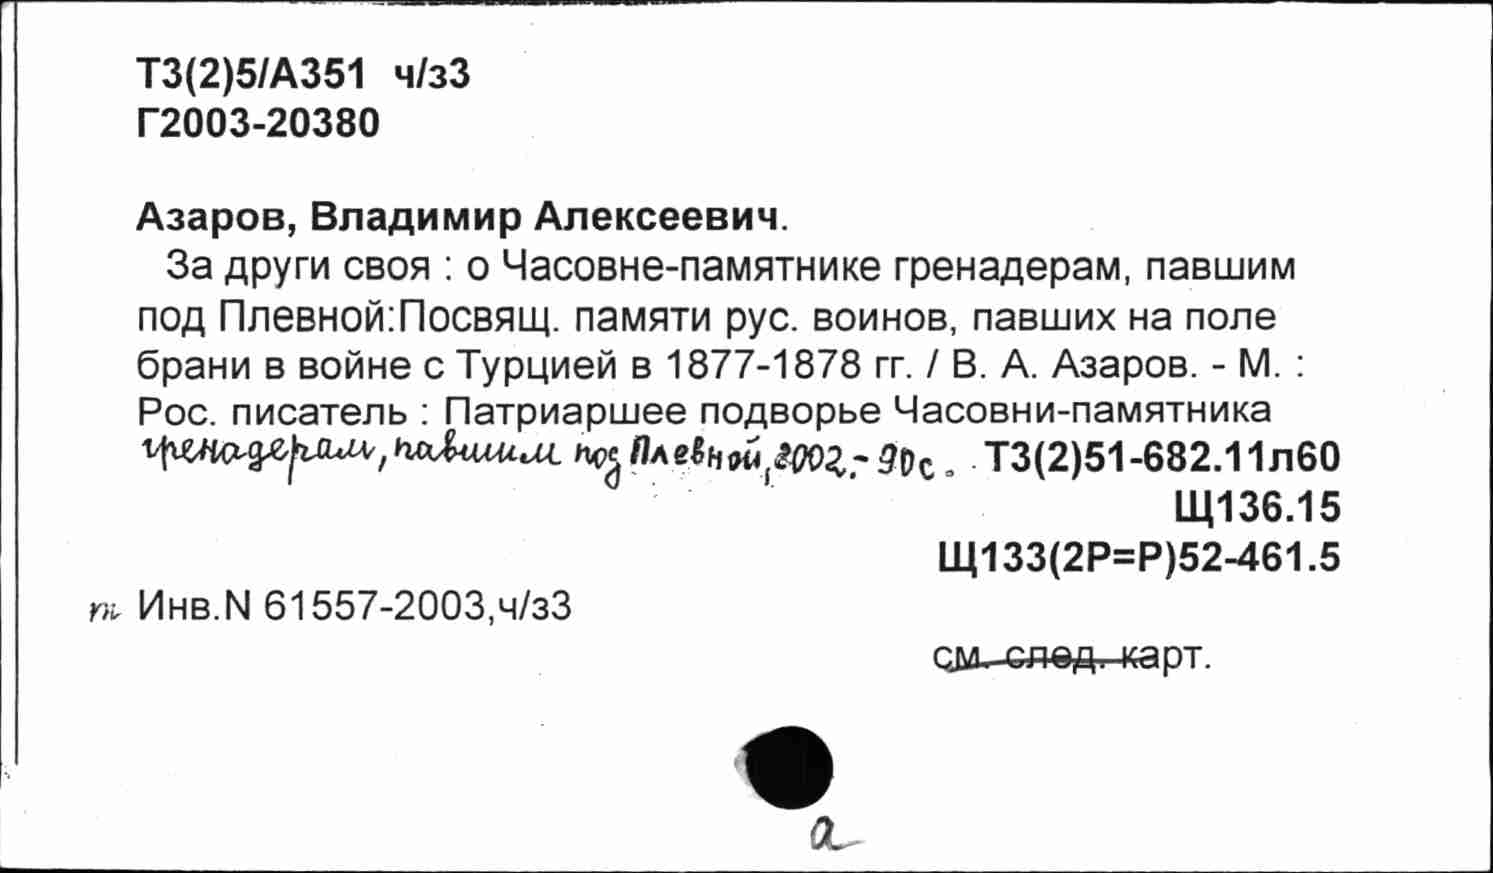 Т3(2)5/А351 ч/з3
Г2003-20380
Азаров, Владимир Алексеевич.
За други своя : о Часовне-памятнике гренадерам, павшим
под Плевной:Посвящ. памяти рус. воинов, павших на поле
брани в войне с Турцией в 1877-1878 гг. / В. А. Азаров. - М. :
Рос. писатель : Патриаршее подворье Часовни-памятника
гренадерам, павшим под Плевной, 2002.- 90с. Т3(2)51-682.11л60
Щ136.15
Щ133(2Р=Р)52-461.5
Инв.N 61557-2003,ч/з3
см. след. карт.
а